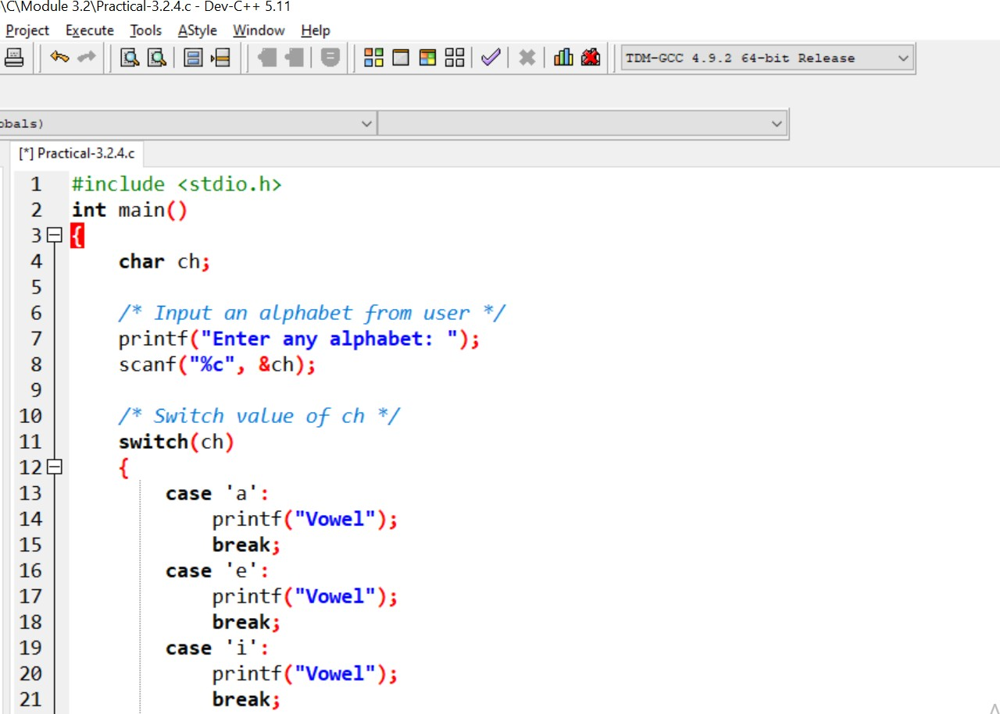 \C\Module 3.2\Practical-3.2.4.c - Dev-C++ 5.11
Project Execute Tools AStyle Window Help
TDM-GCC 4.9.2 64-bit Release
obals)
[*] Practical-3.2.4.c
1 #include <stdio.h>
2 int main()
3 {
4 char ch;
5
6 /* Input an alphabet from user */
7 printf("Enter any alphabet: ");
8 scanf("%c", &ch);
9
10 /* Switch value of ch */
11 switch(ch)
12 {
13 case 'a':
14 printf("Vowel");
15 break;
16 case 'e':
17 printf("Vowel");
18 break;
19 case 'i':
20 printf("Vowel");
21 break;